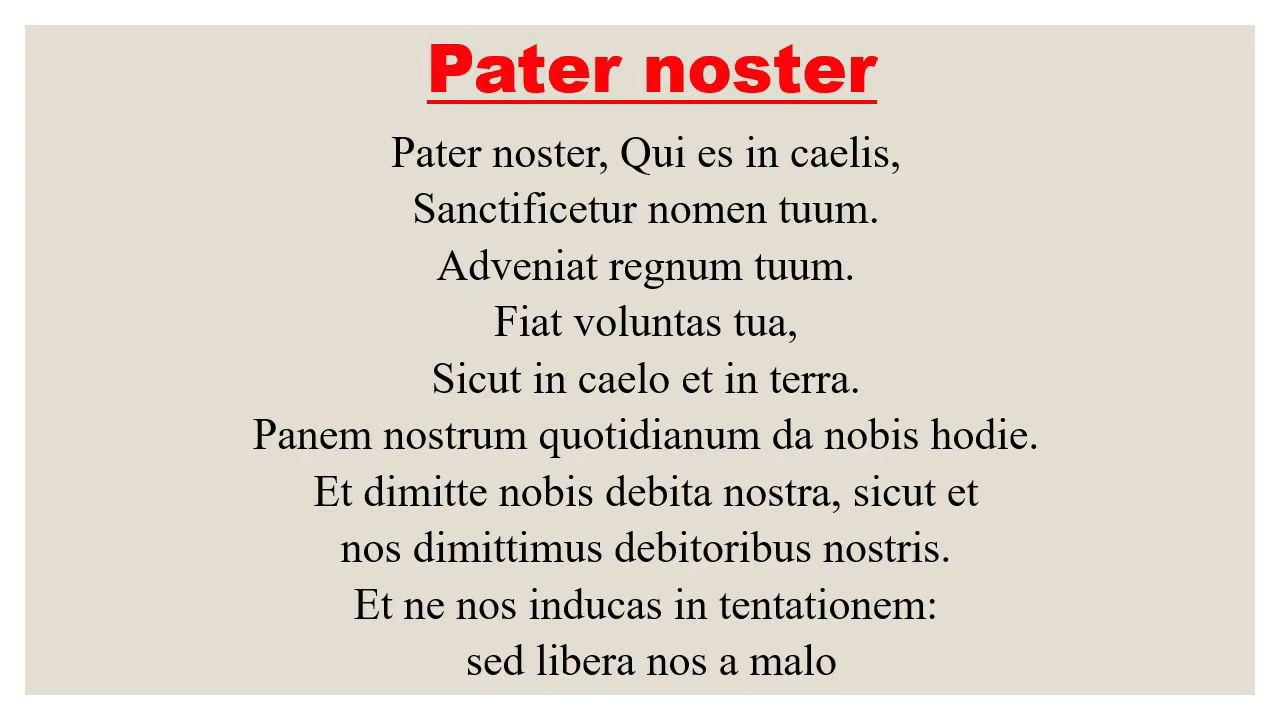 Pater noster
Pater noster, Qui es in caelis,
Sanctificetur nomen tuum.
Adveniat regnum tuum.
Fiat voluntas tua,
Sicut in caelo et in terra.
Panem nostrum quotidianum da nobis hodie.
Et dimitte nobis debita nostra, sicut et
nos dimittimus debitoribus nostris.
Et ne nos inducas in tentationem:
sed libera nos a malo